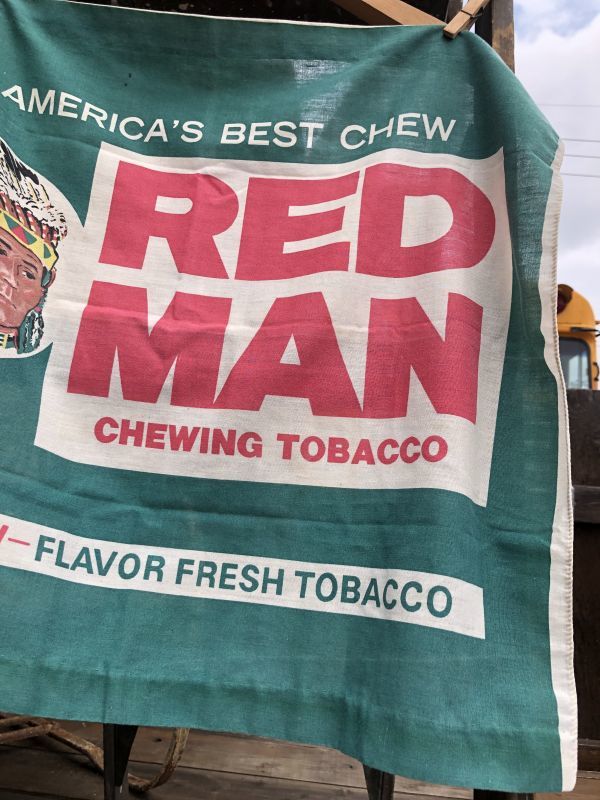 AMERICA'S BEST CHEW
RED
MAN
CHEWING TOBACCO
—FLAVOR FRESH TOBACCO